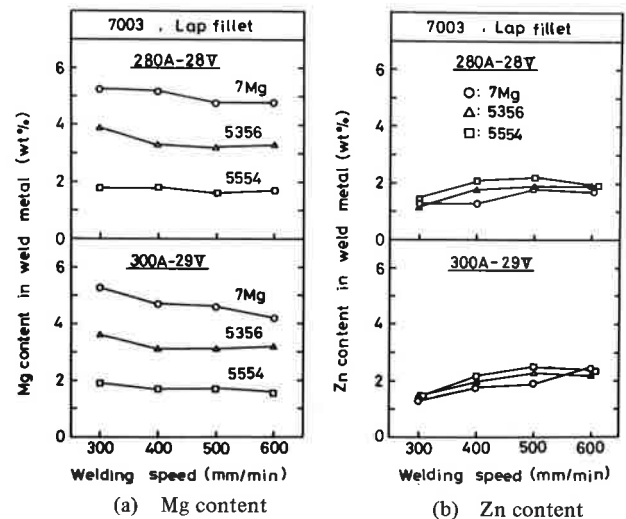 7003 , Lap fillet
280A-28V
7Mg
5356
5554
6
4
2
0
300A-29V
7Mg
5356
5554
6
4
2
0
300 400 500 600
Welding speed (mm/min)
Mg content in weld metal (wt%)
(a) Mg content
7003 . Lap fillet
280A-28V
○: 7Mg
△: 5356
□: 5554
6
4
2
0
300A-29V
6
4
2
0
300 400 500 600
Welding speed (mm/min)
Zn content in weld metal (wt%)
(b) Zn content